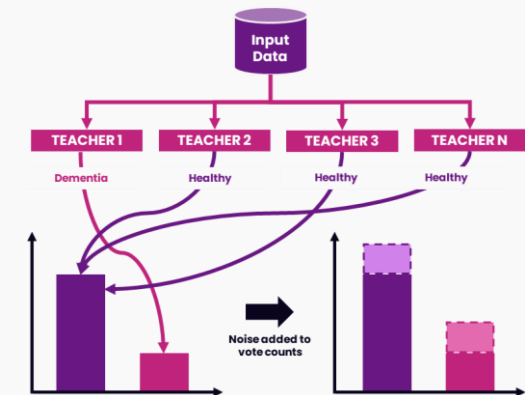 Input
Data
TEACHER 1
TEACHER 2
TEACHER 3
TEACHER N
Dementia
Healthy
Healthy
Healthy
Noise added to
vote counts